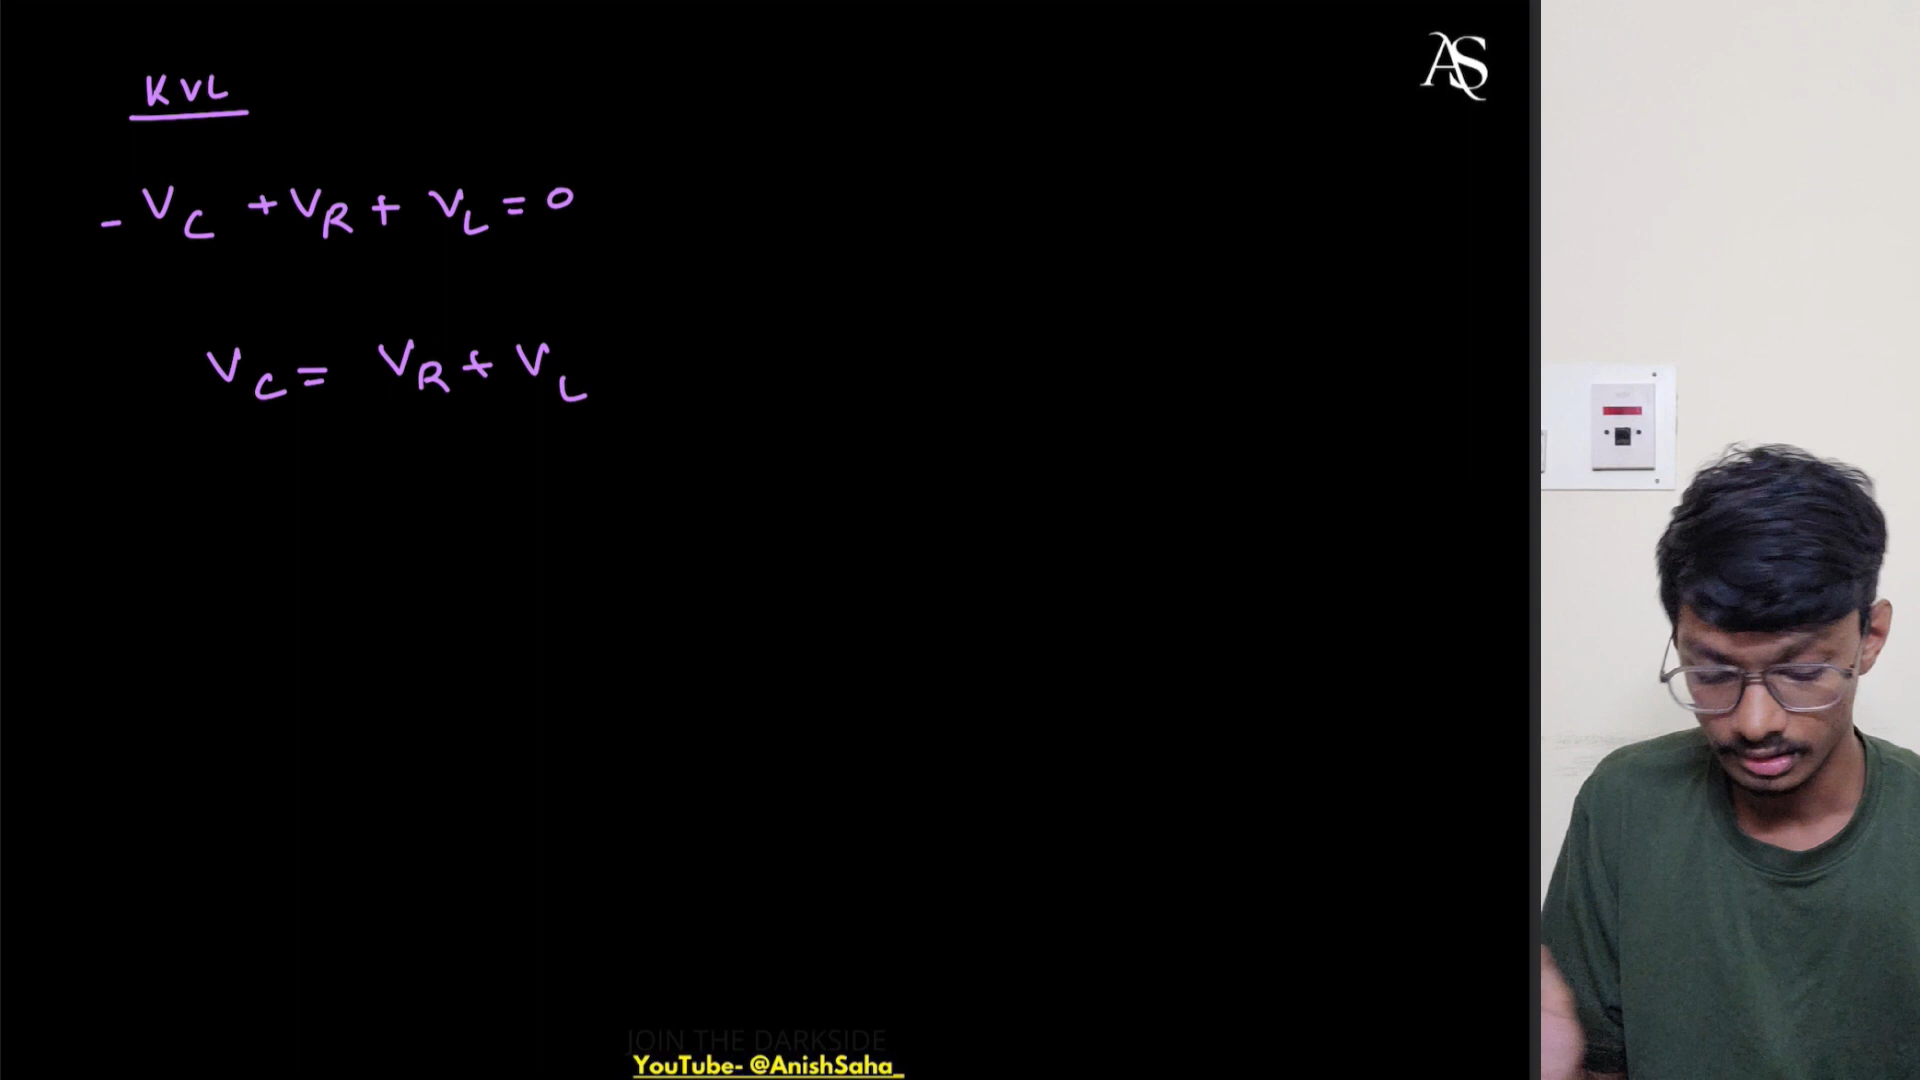 KVL
AS
- V_C + V_R + V_L = 0
V_C = V_R + V_L
JOIN THE DARKSIDE
YouTube- @AnishSaha_